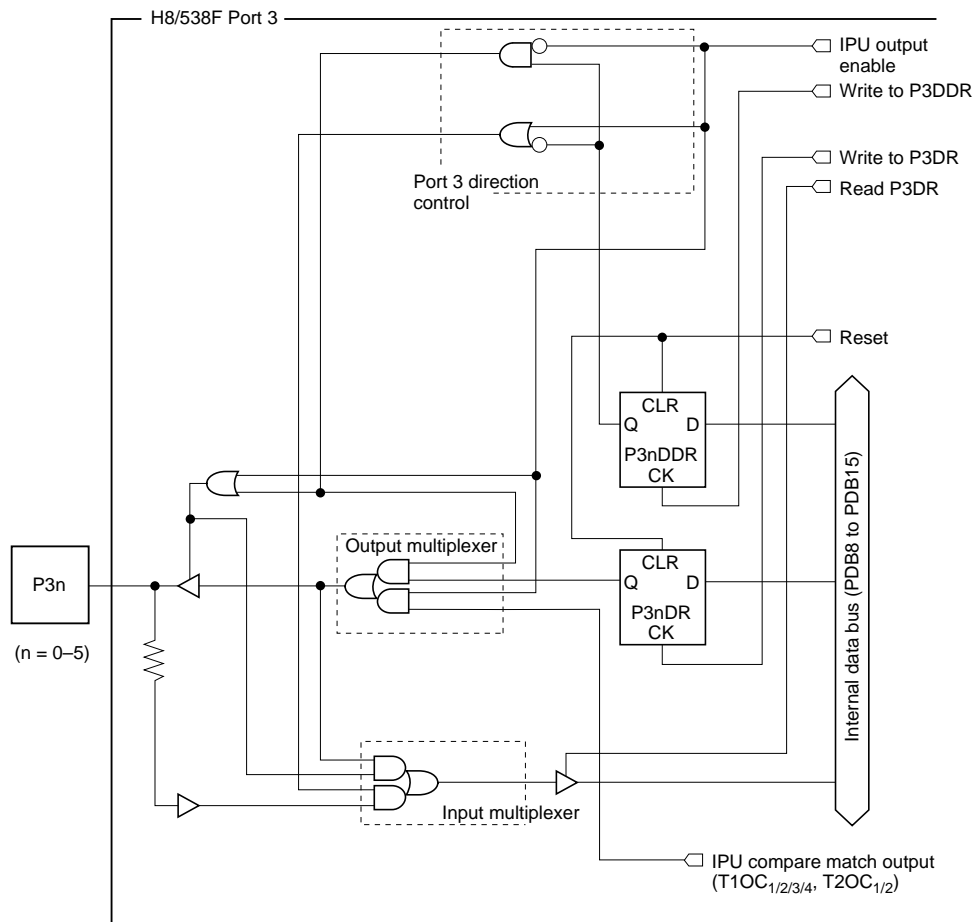 H8/538F Port 3
IPU output
enable
Write to P3DDR
Write to P3DR
Read P3DR
Port 3 direction
control
Reset
CLR
Q D
P3nDDR
CK
Output multiplexer
CLR
Q D
P3nDR
CK
P3n
(n = 0–5)
Internal data bus (PDB8 to PDB15)
Input multiplexer
IPU compare match output
(T1OC1/2/3/4, T2OC1/2)